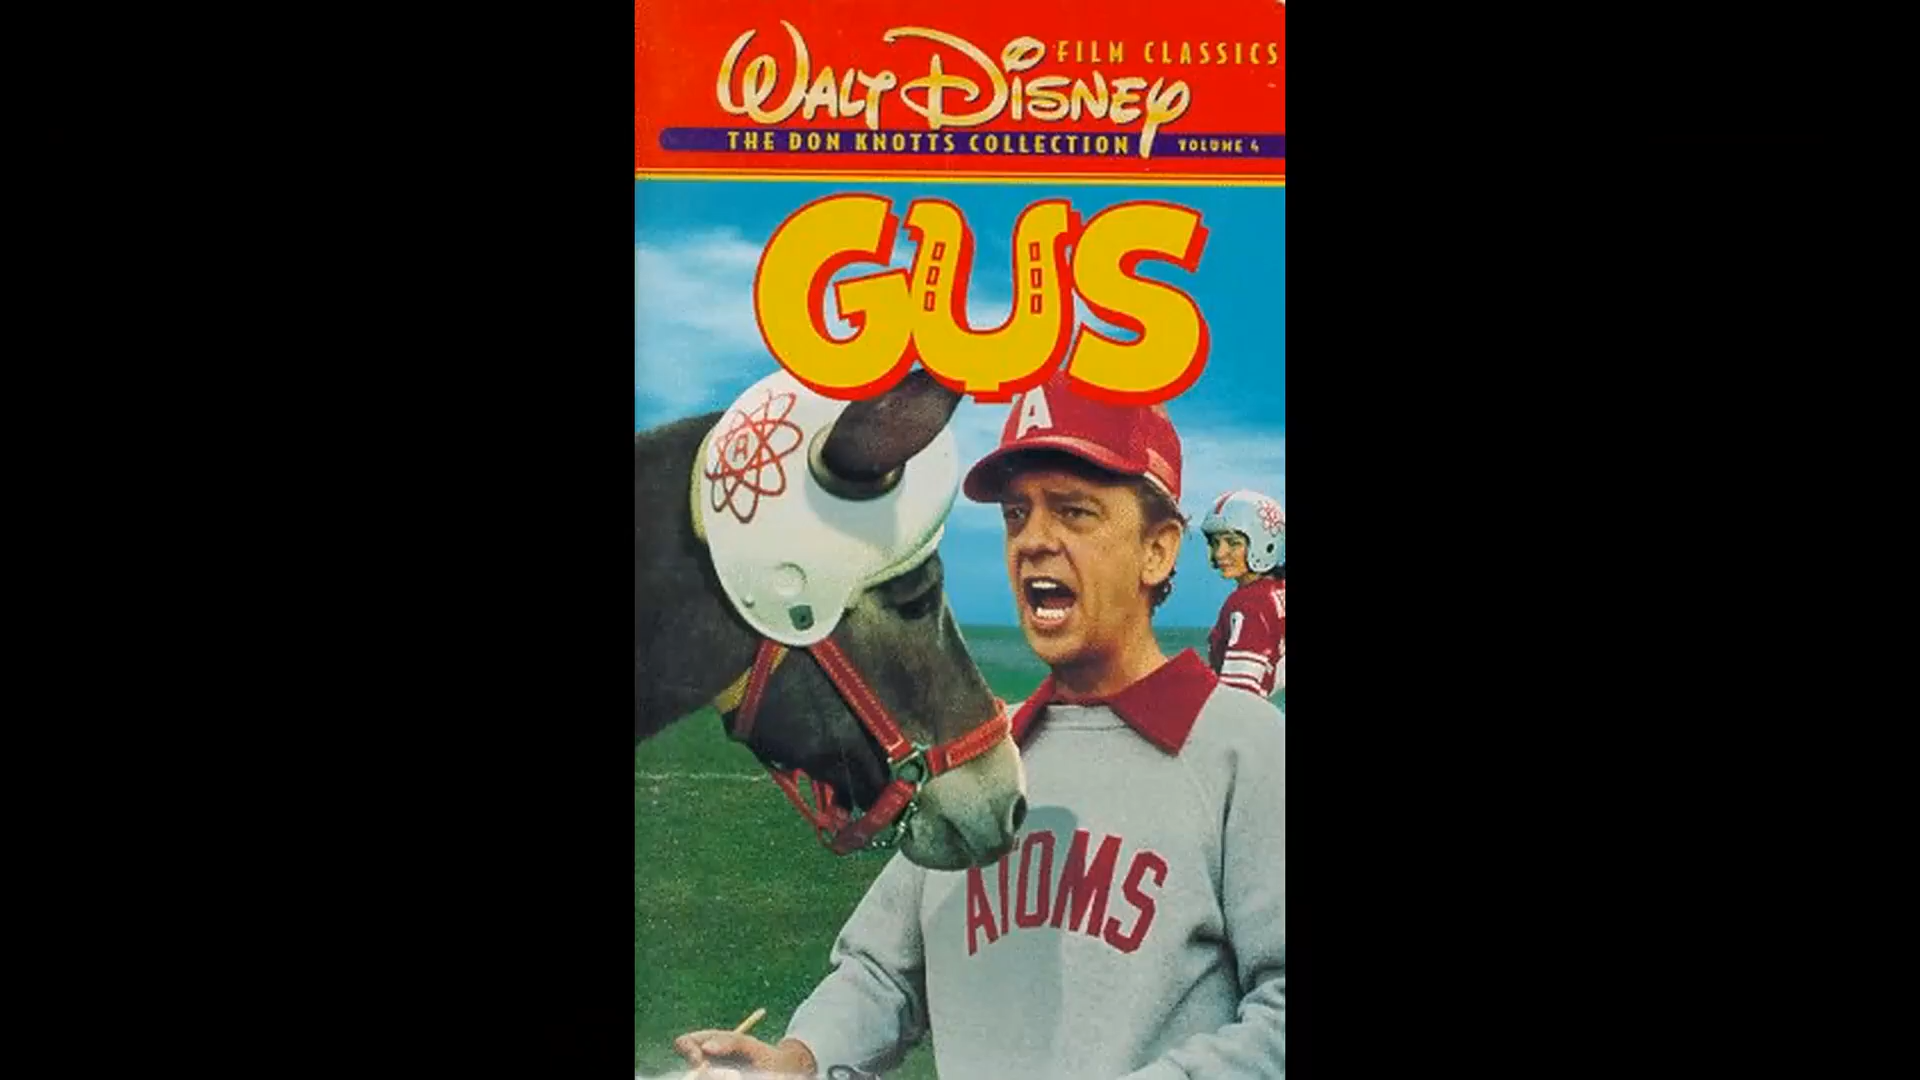 FILM CLASSICS
WALT DISNEY
THE DON KNOTTS COLLECTION VOLUME 4
GUS
A
A
ATOMS